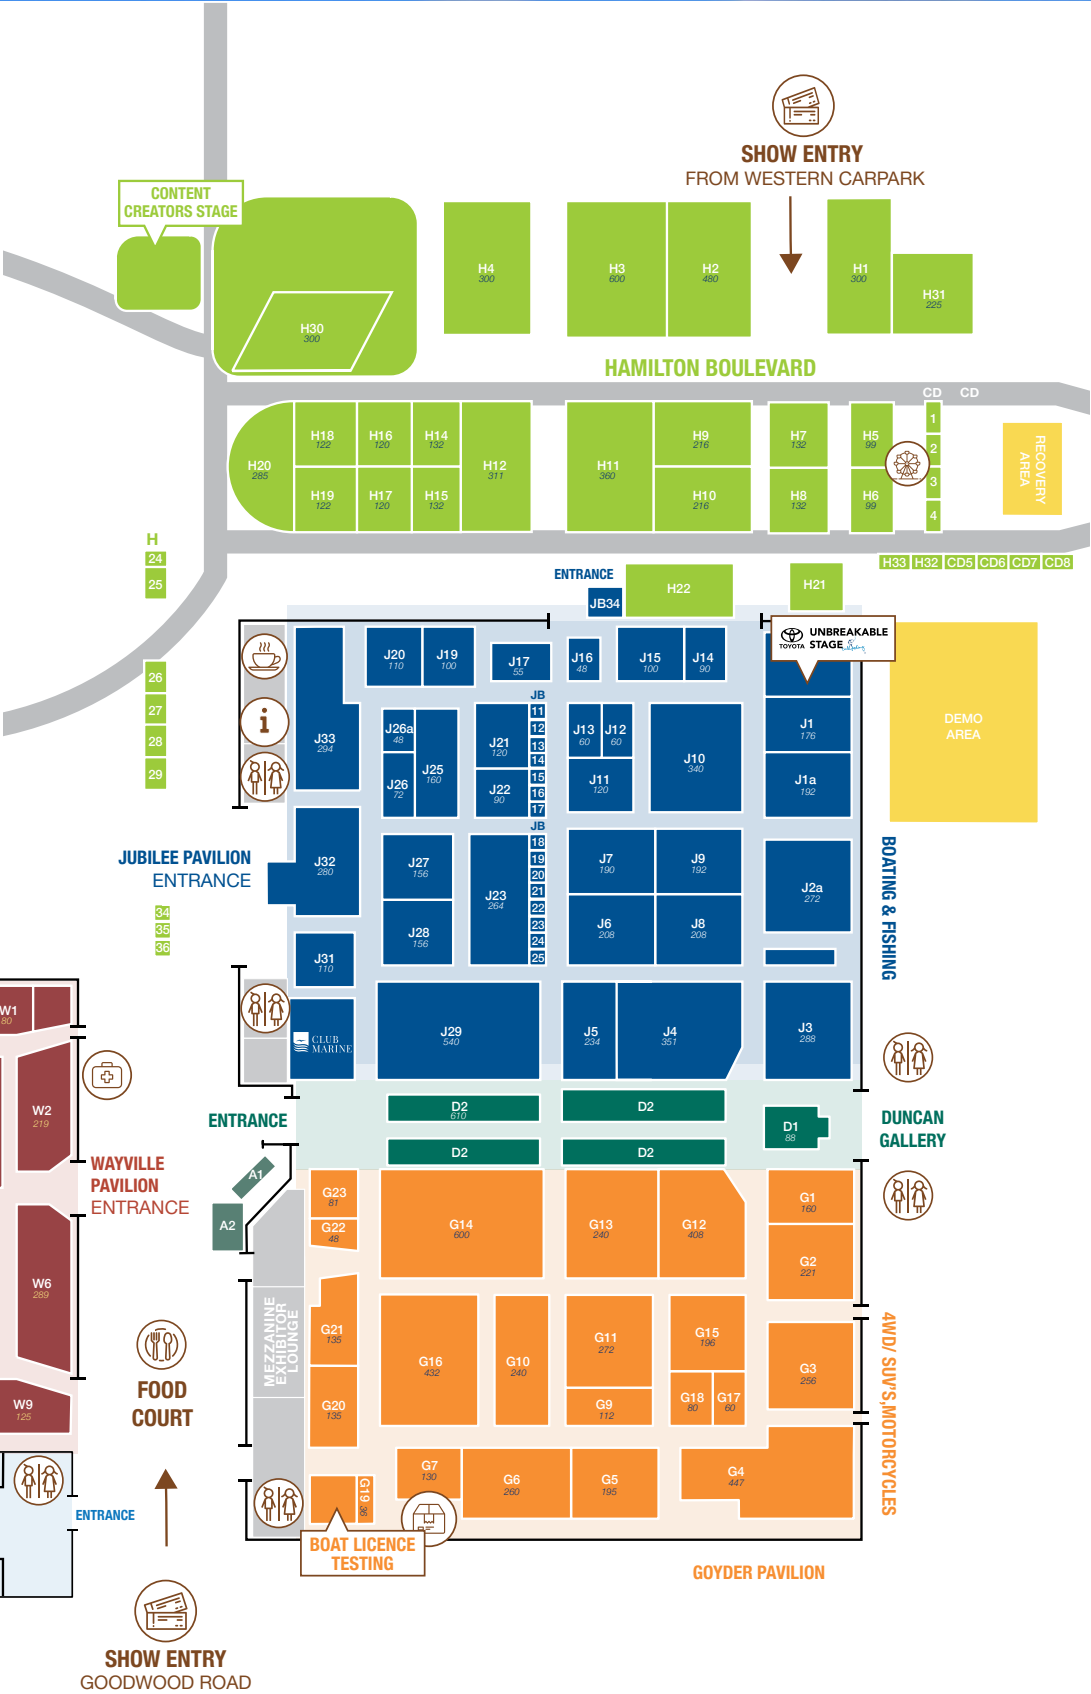 SHOW ENTRY
FROM WESTERN CARPARK
CONTENT
CREATORS STAGE
H4
300
H3
600
H2
480
H1
300
H31
225
H30
300
HAMILTON BOULEVARD
CD CD
H20
285
H18
122
H16
120
H14
132
H12
311
H19
122
H17
120
H15
132
H11
360
H9
216
H10
216
H7
132
H8
132
H5
99
H6
99
1
2
3
4
RECOVERY
AREA
H
24
25
26
27
28
29
H33 H32 CD5 CD6 CD7 CD8
ENTRANCE
JB34
H22
H21
TOYOTA
UNBREAKABLE
STAGE
DEMO
AREA
J20
110
J19
100
J17
55
J16
48
J15
100
J14
90
J33
294
J26a
48
J26
72
J25
160
J21
120
J22
90
JB
11
12
13
14
15
16
17
J13
60
J12
60
J11
120
J10
340
J1
176
J1a
192
i
JUBILEE PAVILION
ENTRANCE
J32
280
J27
156
J28
156
J23
264
JB
18
19
20
21
22
23
24
25
J7
190
J9
192
J6
208
J8
208
J2a
272
BOATING & FISHING
34
35
36
J31
110
CLUB
MARINE
J29
540
J5
234
J4
351
J3
288
W1
80
W2
219
WAYVILLE
PAVILION
ENTRANCE
W6
289
W9
125
ENTRANCE
D2
610
D2
D2
D2
D1
88
DUNCAN
GALLERY
A1
A2
G23
81
G22
48
G14
600
G13
240
G12
408
G1
160
G2
221
MEZZANINE
EXHIBITOR
LOUNGE
G21
135
G20
135
G16
432
G10
240
G11
272
G9
112
G15
196
G18
80
G17
60
G3
256
4WD/ SUV'S,MOTORCYCLES
FOOD
COURT
ENTRANCE
G19 36
G7
130
G6
260
G5
195
G4
447
BOAT LICENCE
TESTING
GOYDER PAVILION
SHOW ENTRY
GOODWOOD ROAD